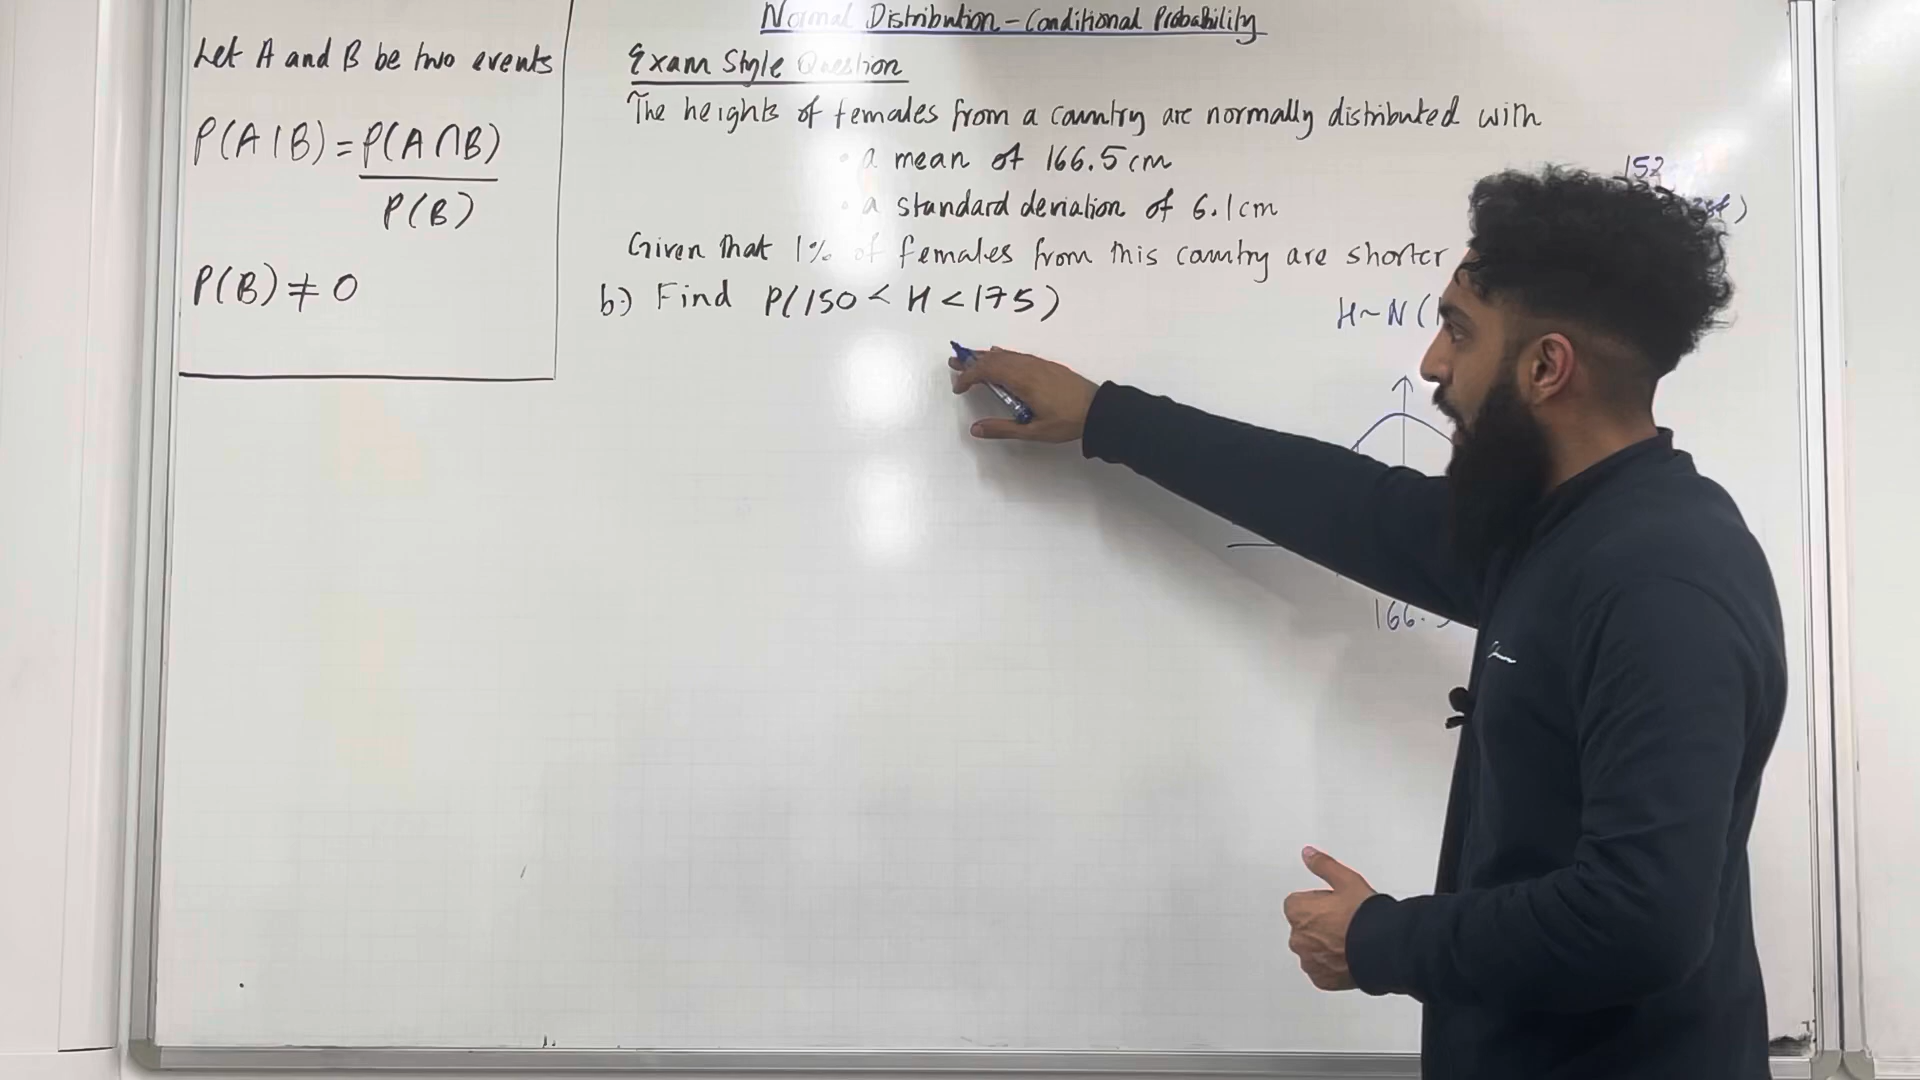 Normal Distribution - Conditional Probability
Let A and B be two events
P(A|B) = P(A∩B)
P(B)
P(B) ≠ 0
Exam Style Question
The heights of females from a country are normally distributed with
• a mean of 166.5cm
• a standard deviation of 6.1cm
Given that 1% of females from this country are shorter
152
b.) Find P(150 < H < 175)
H~N(
166.5